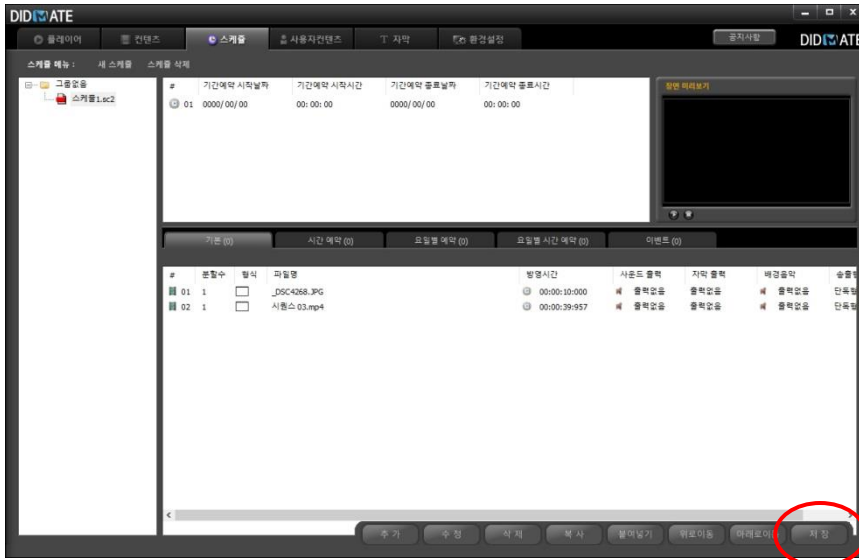 DIDMATE
플레이어 컨텐츠 스케줄 사용자컨텐츠 T 자막 환경설정 공지사항 DIDMATE
스케줄 메뉴 : 새 스케줄 스케줄 삭제
그룹없음
스케줄1.sc2
# 기간예약 시작날짜 기간예약 시작시간 기간예약 종료날짜 기간예약 종료시간
01 0000/00/00 00:00:00 0000/00/00 00:00:00
장면 미리보기
기본 (0) 시간 예약 (0) 요일별 예약 (0) 요일별 시간 예약 (0) 이벤트 (0)
# 분할수 형식 파일명 방영시간 사운드 출력 자막 출력 배경음악 송출형
01 1 _DSC4268.JPG 00:00:10:000 출력없음 출력없음 출력없음 단독형
02 1 시퀀스 03.mp4 00:00:39:957 출력없음 출력없음 출력없음 단독형
추가 수정 삭제 복사 붙여넣기 위로이동 아래로이동 저장